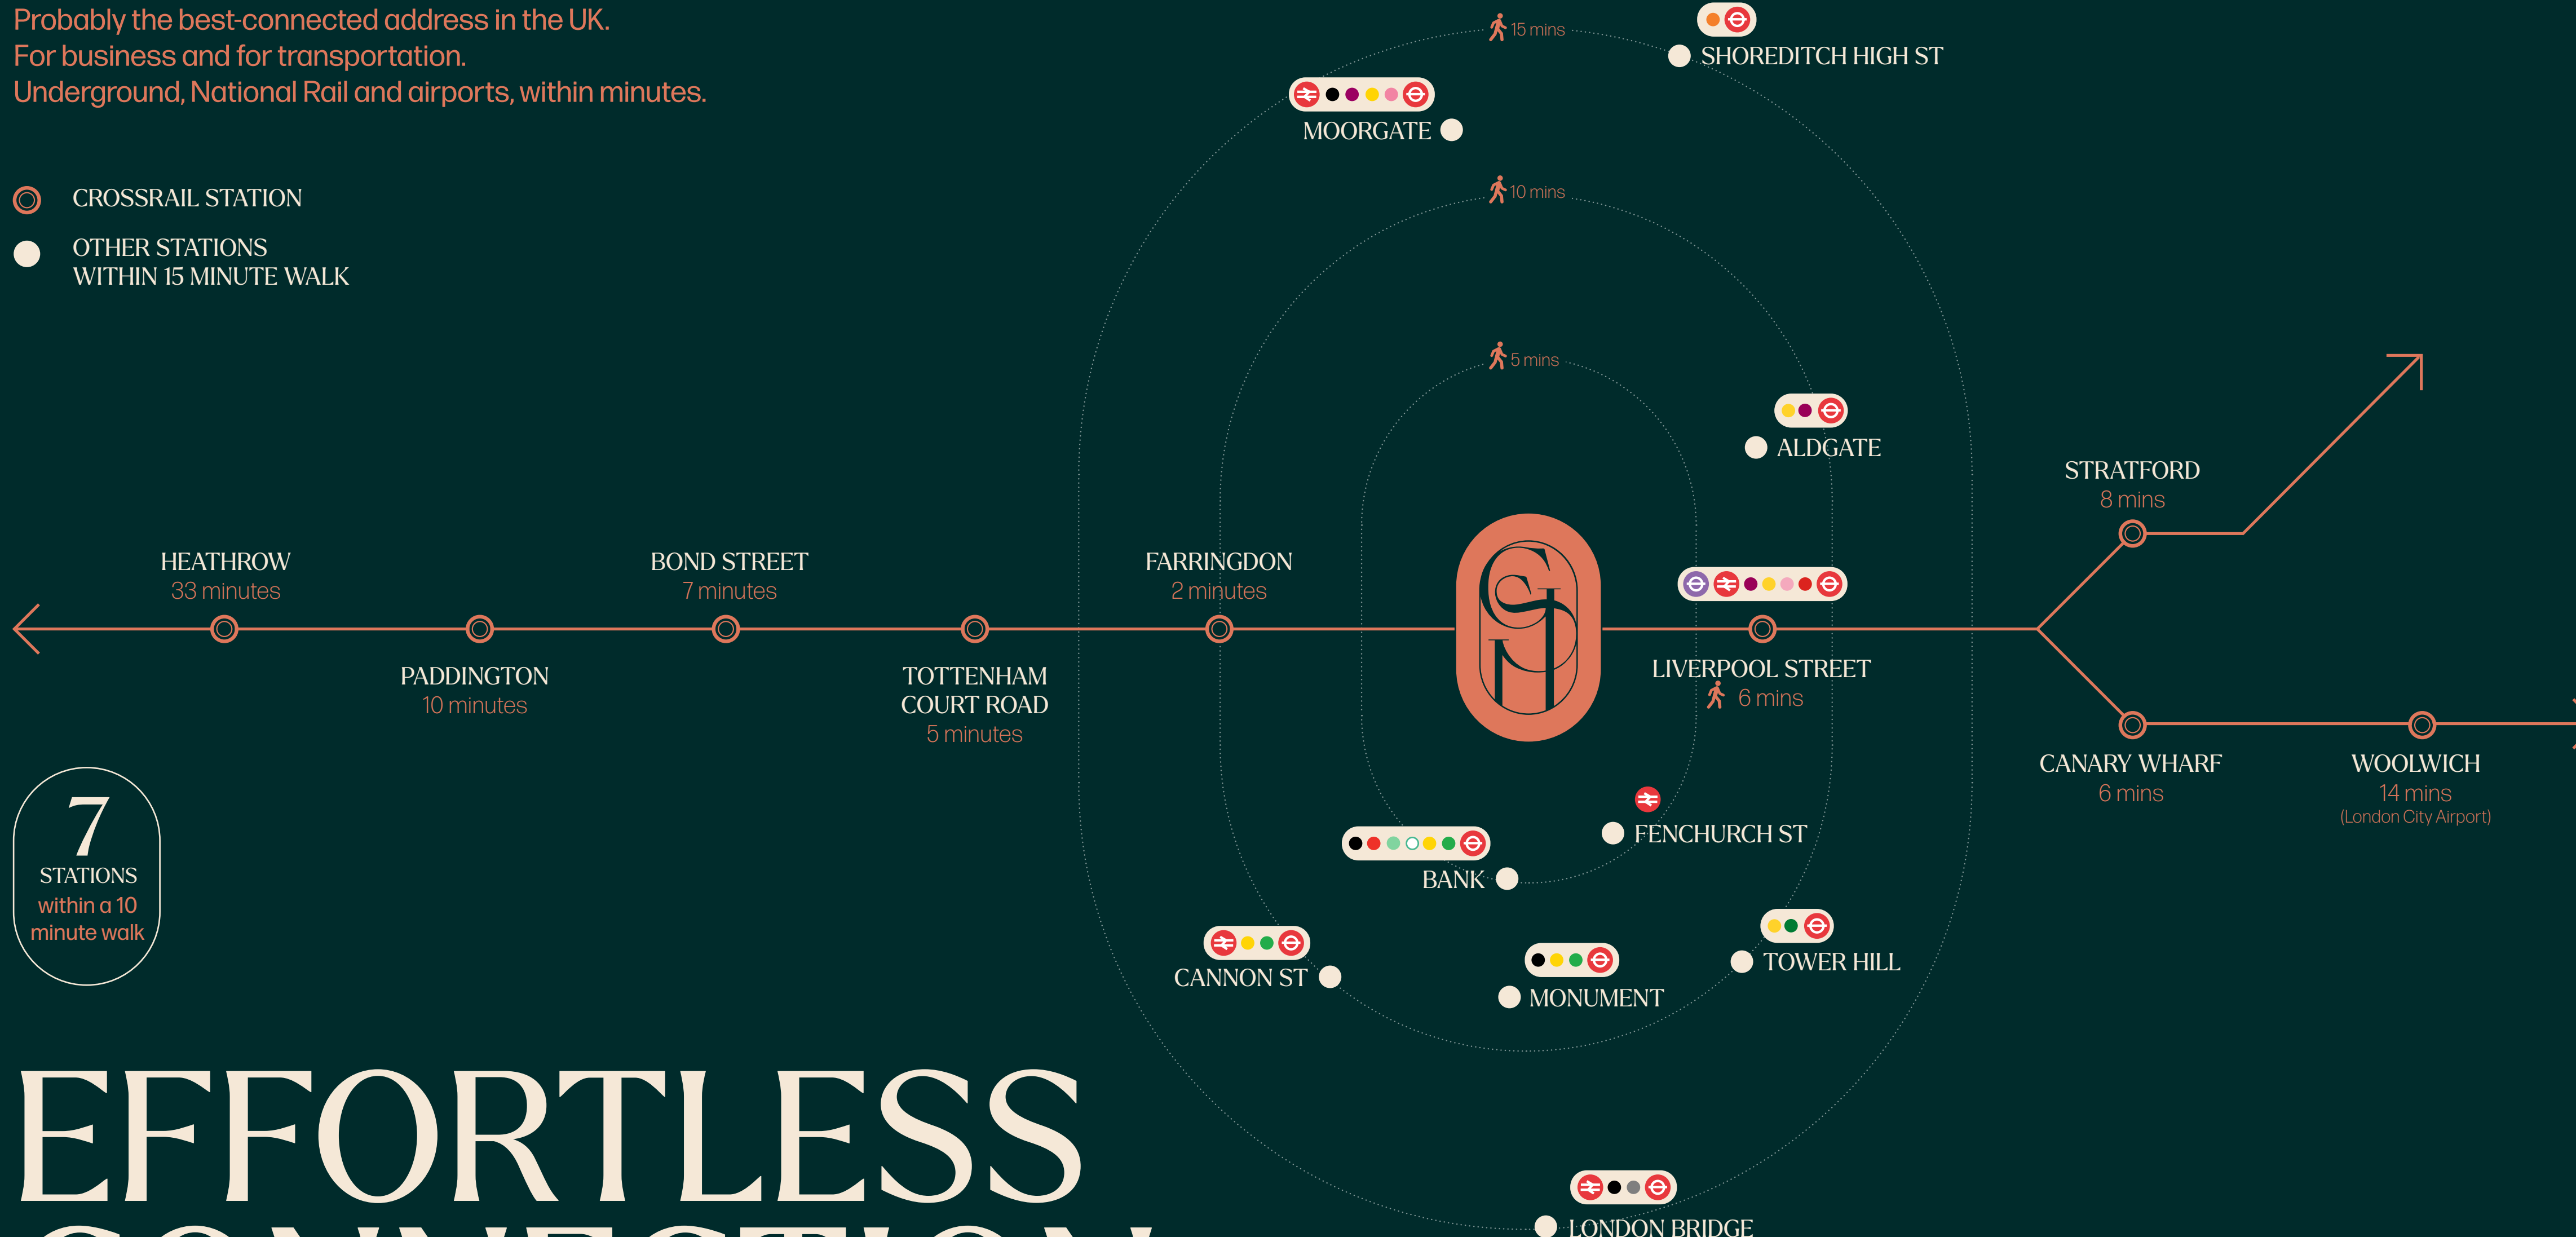 Probably the best-connected address in the UK.
For business and for transportation.
Underground, National Rail and airports, within minutes.
CROSSRAIL STATION
OTHER STATIONS
WITHIN 15 MINUTE WALK
15 mins
SHOREDITCH HIGH ST
MOORGATE
10 mins
5 mins
ALDGATE
STRATFORD
8 mins
HEATHROW
33 minutes
PADDINGTON
10 minutes
BOND STREET
7 minutes
TOTTENHAM
COURT ROAD
5 minutes
FARRINGDON
2 minutes
LIVERPOOL STREET
6 mins
CANARY WHARF
6 mins
WOOLWICH
14 mins
(London City Airport)
FENCHURCH ST
BANK
CANNON ST
MONUMENT
TOWER HILL
LONDON BRIDGE
7
STATIONS
within a 10
minute walk
EFFORTLESS